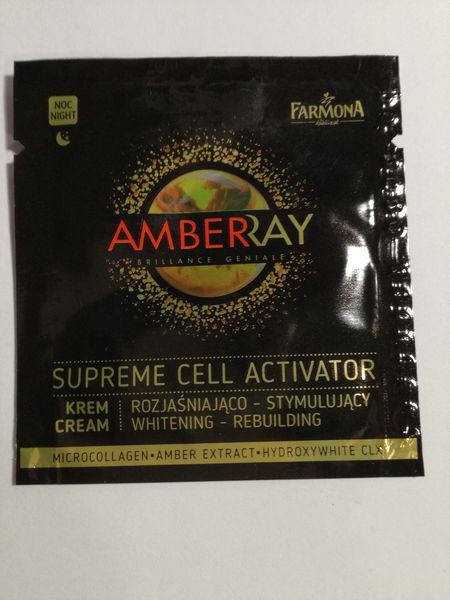 NOC
NIGHT
FARMONA
AMBERRAY
BRILLANCE GENIALE
SUPREME CELL ACTIVATOR
KREM
CREAM
ROZJAŚNIAJĄCO - STYMULUJĄCY
WHITENING - REBUILDING
MICROCOLLAGEN•AMBER EXTRACT•HYDROXYWHITE CLX